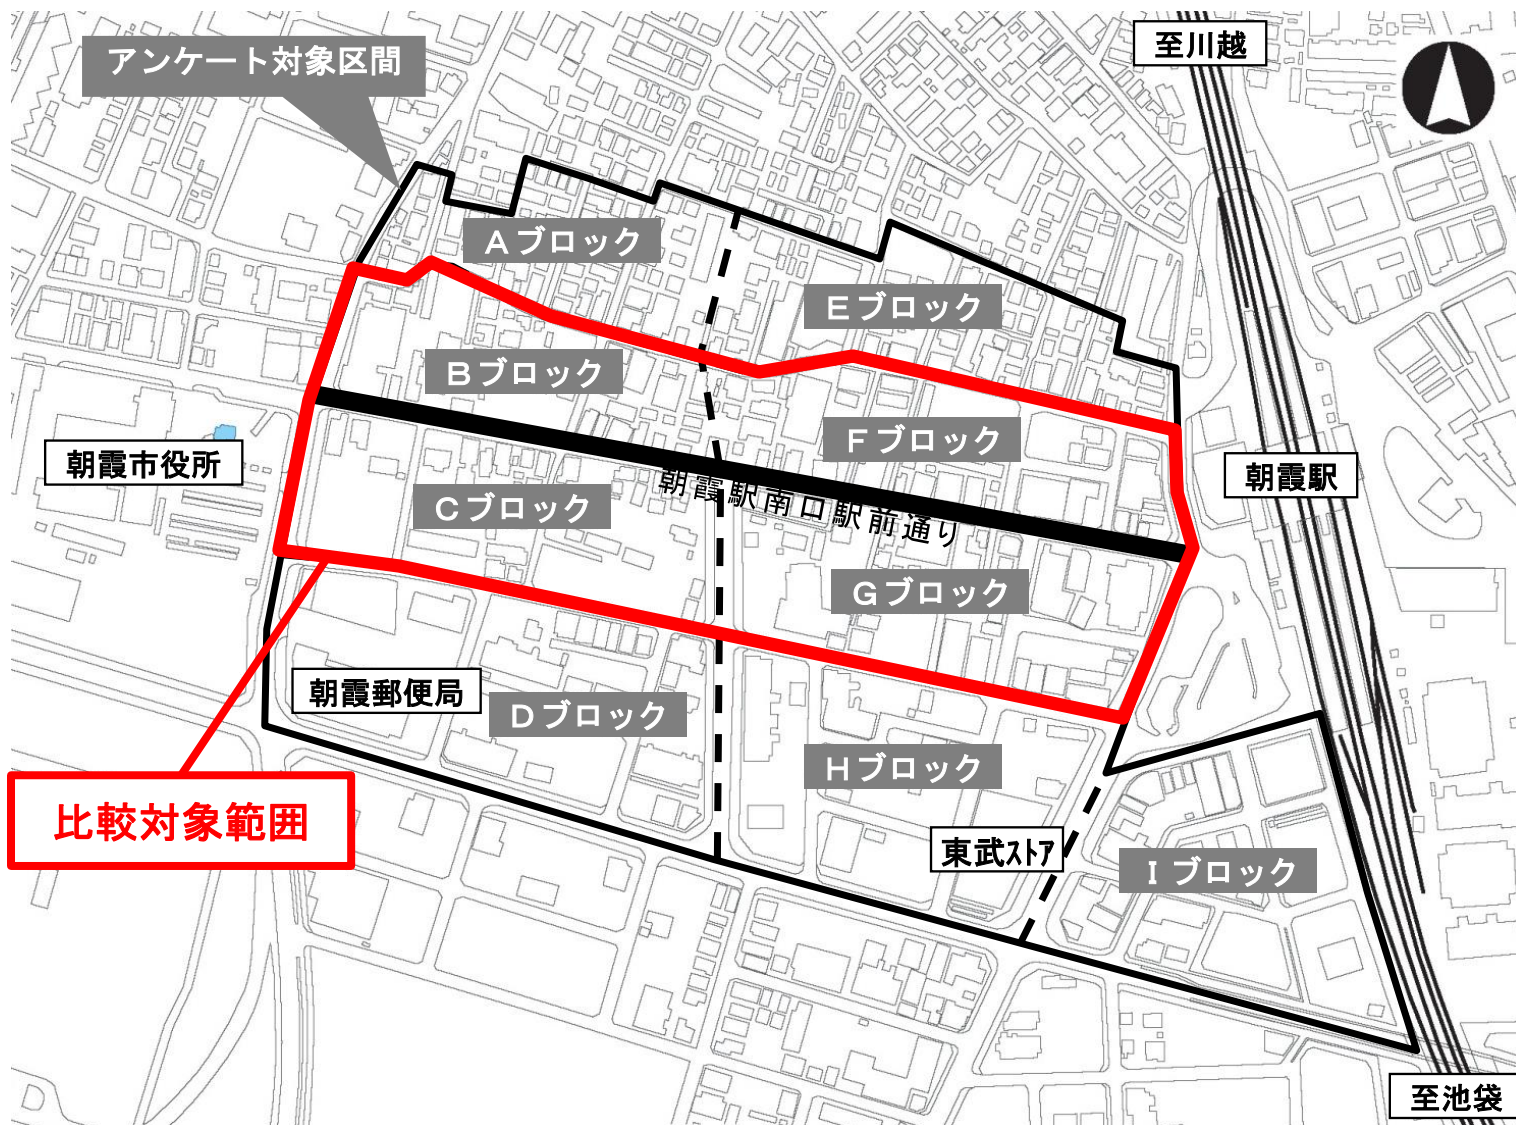 至川越
アンケート対象区間
Aブロック
Eブロック
Bブロック
Fブロック
朝霞市役所
朝霞駅
Cブロック
朝霞駅南口駅前通り
Gブロック
朝霞郵便局
Dブロック
Hブロック
比較対象範囲
東武ストア
Iブロック
至池袋